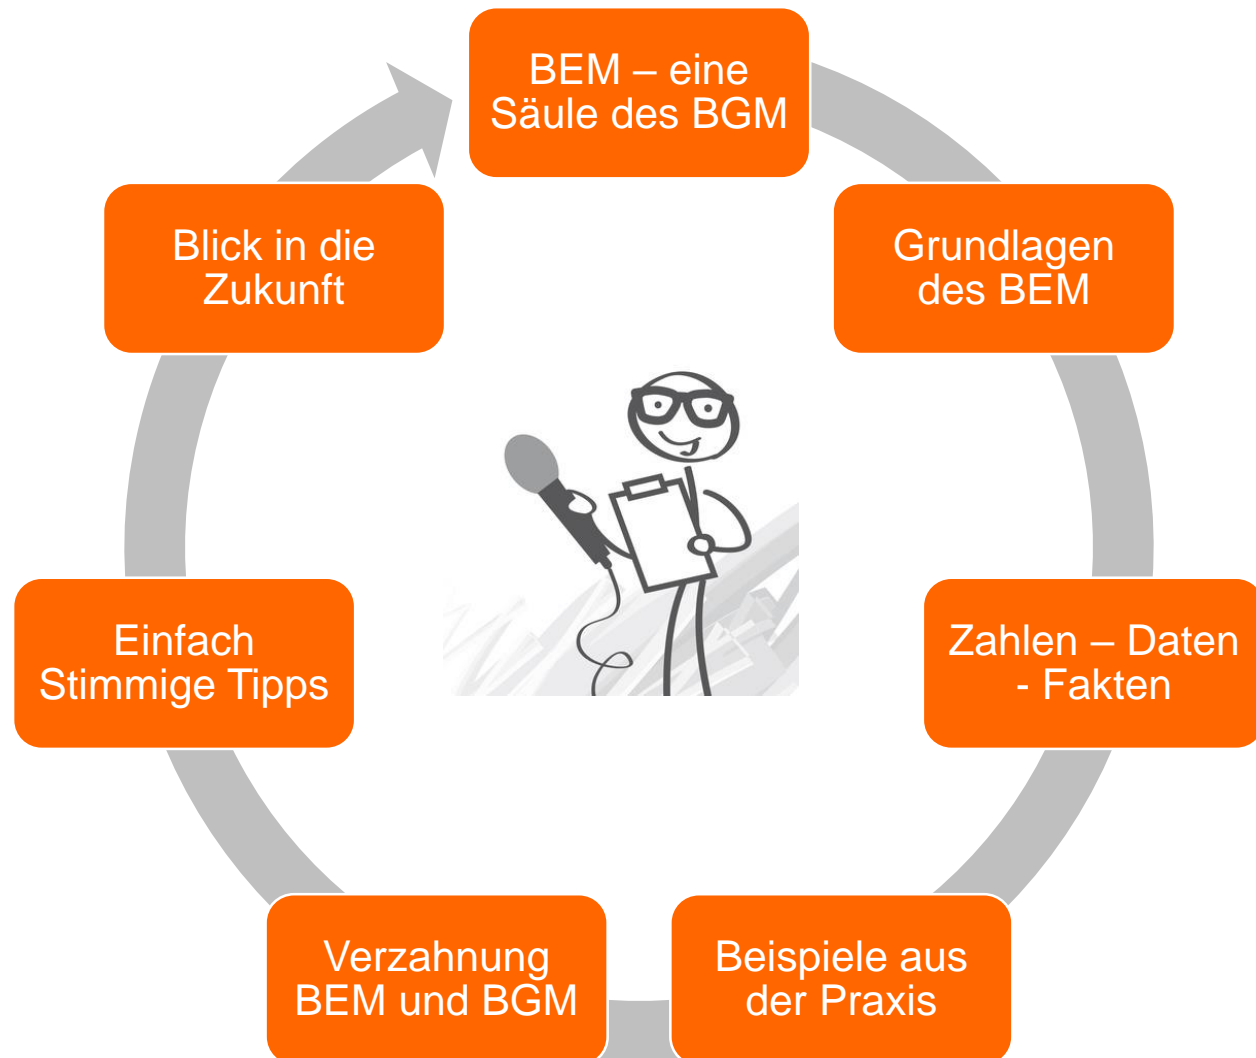 BEM – eine
Säule des BGM
Grundlagen
des BEM
Zahlen – Daten
- Fakten
Beispiele aus
der Praxis
Verzahnung
BEM und BGM
Einfach
Stimmige Tipps
Blick in die
Zukunft